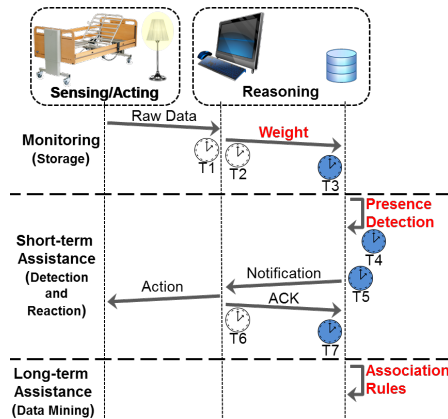 Sensing/Acting
Reasoning
Monitoring
(Storage)
Raw Data
Weight
T1
T2
T3
Presence
Detection
T4
Short-term
Assistance
(Detection
and
Reaction)
Notification
T5
Action
ACK
T6
T7
Long-term
Assistance
(Data Mining)
Association
Rules